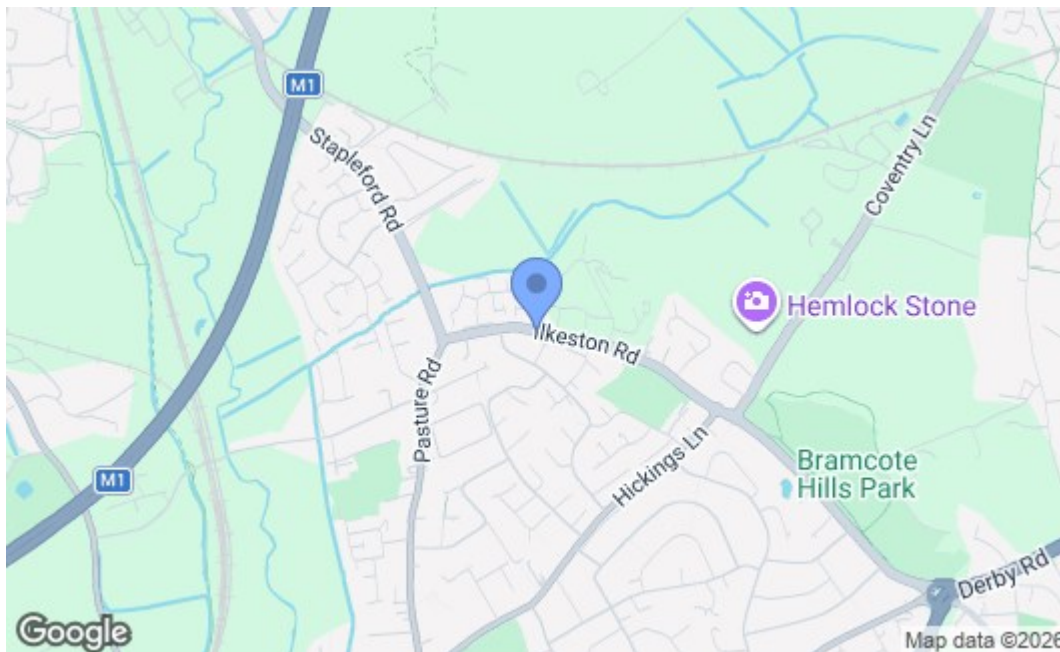 M1
Stapleford Rd
Coventry Ln
Hemlock Stone
Ilkeston Rd
Pasture Rd
Hickings Ln
M1
Bramcote
Hills Park
Derby Rd
Google
Map data ©2026